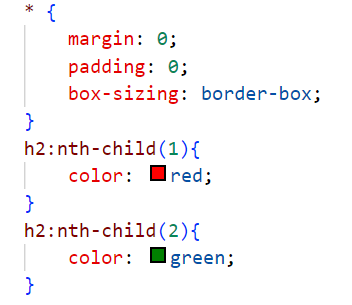 * {
margin: 0;
padding: 0;
box-sizing: border-box;
}
h2:nth-child(1){
color: red;
}
h2:nth-child(2){
color: green;
}